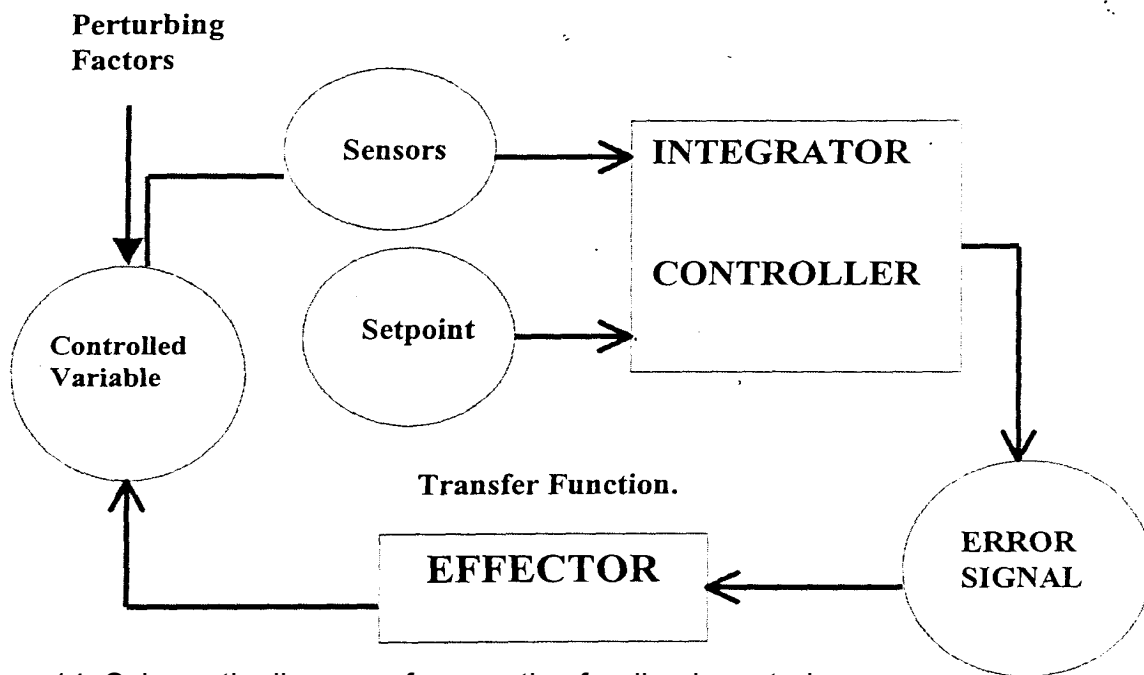 Perturbing
Factors
Sensors
INTEGRATOR
CONTROLLER
Setpoint
Controlled
Variable
Transfer Function.
EFFECTOR
ERROR
SIGNAL